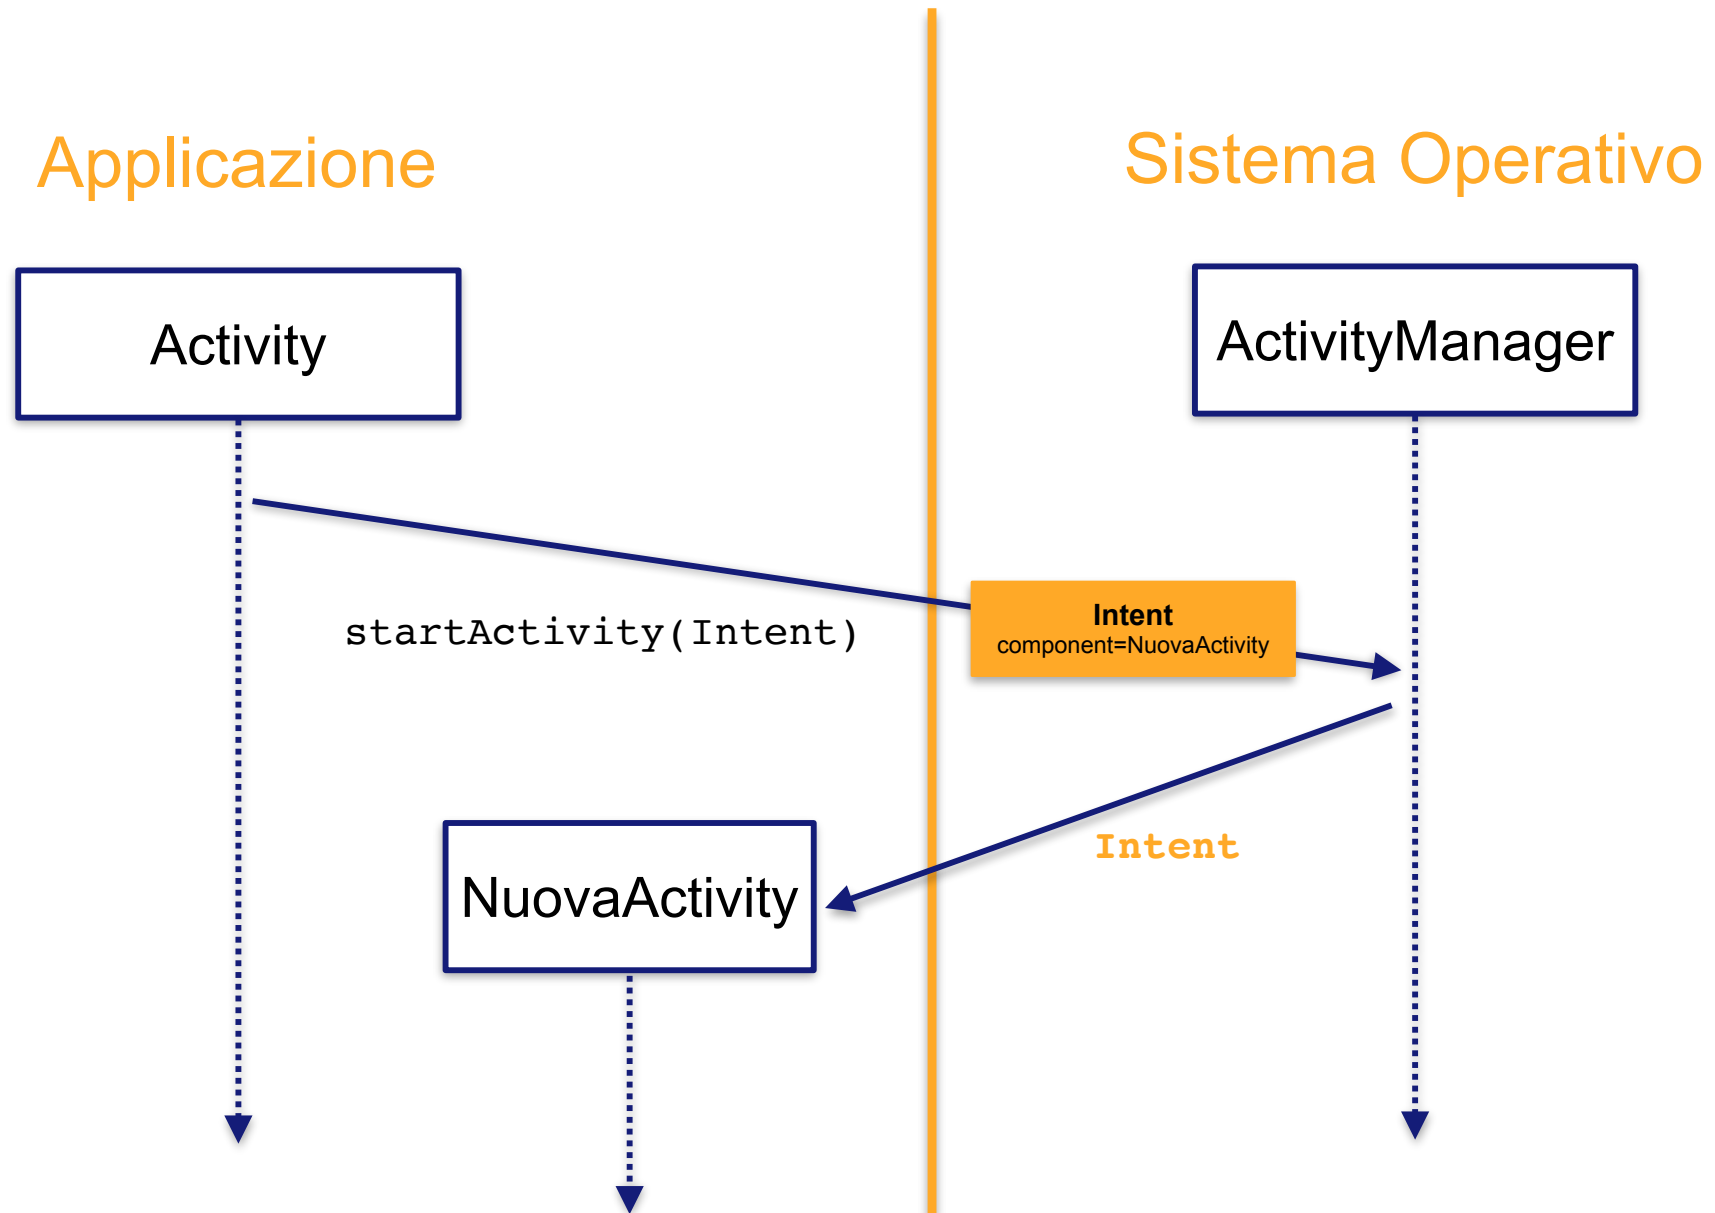 Applicazione
Sistema Operativo
Activity
ActivityManager
startActivity(Intent)
Intent
component=NuovaActivity
Intent
NuovaActivity